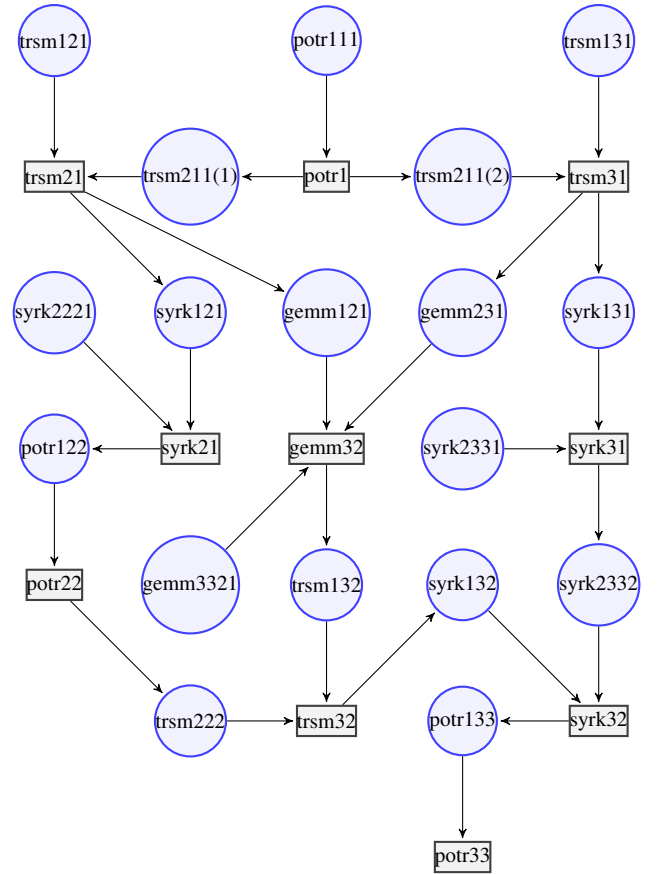 trsm121
potr111
trsm131
trsm21
trsm211(1)
potr1
trsm211(2)
trsm31
syrk2221
syrk121
gemm121
gemm231
syrk131
potr122
syrk21
gemm32
syrk2331
syrk31
potr22
gemm3321
trsm132
syrk132
syrk2332
trsm222
trsm32
potr133
syrk32
potr33